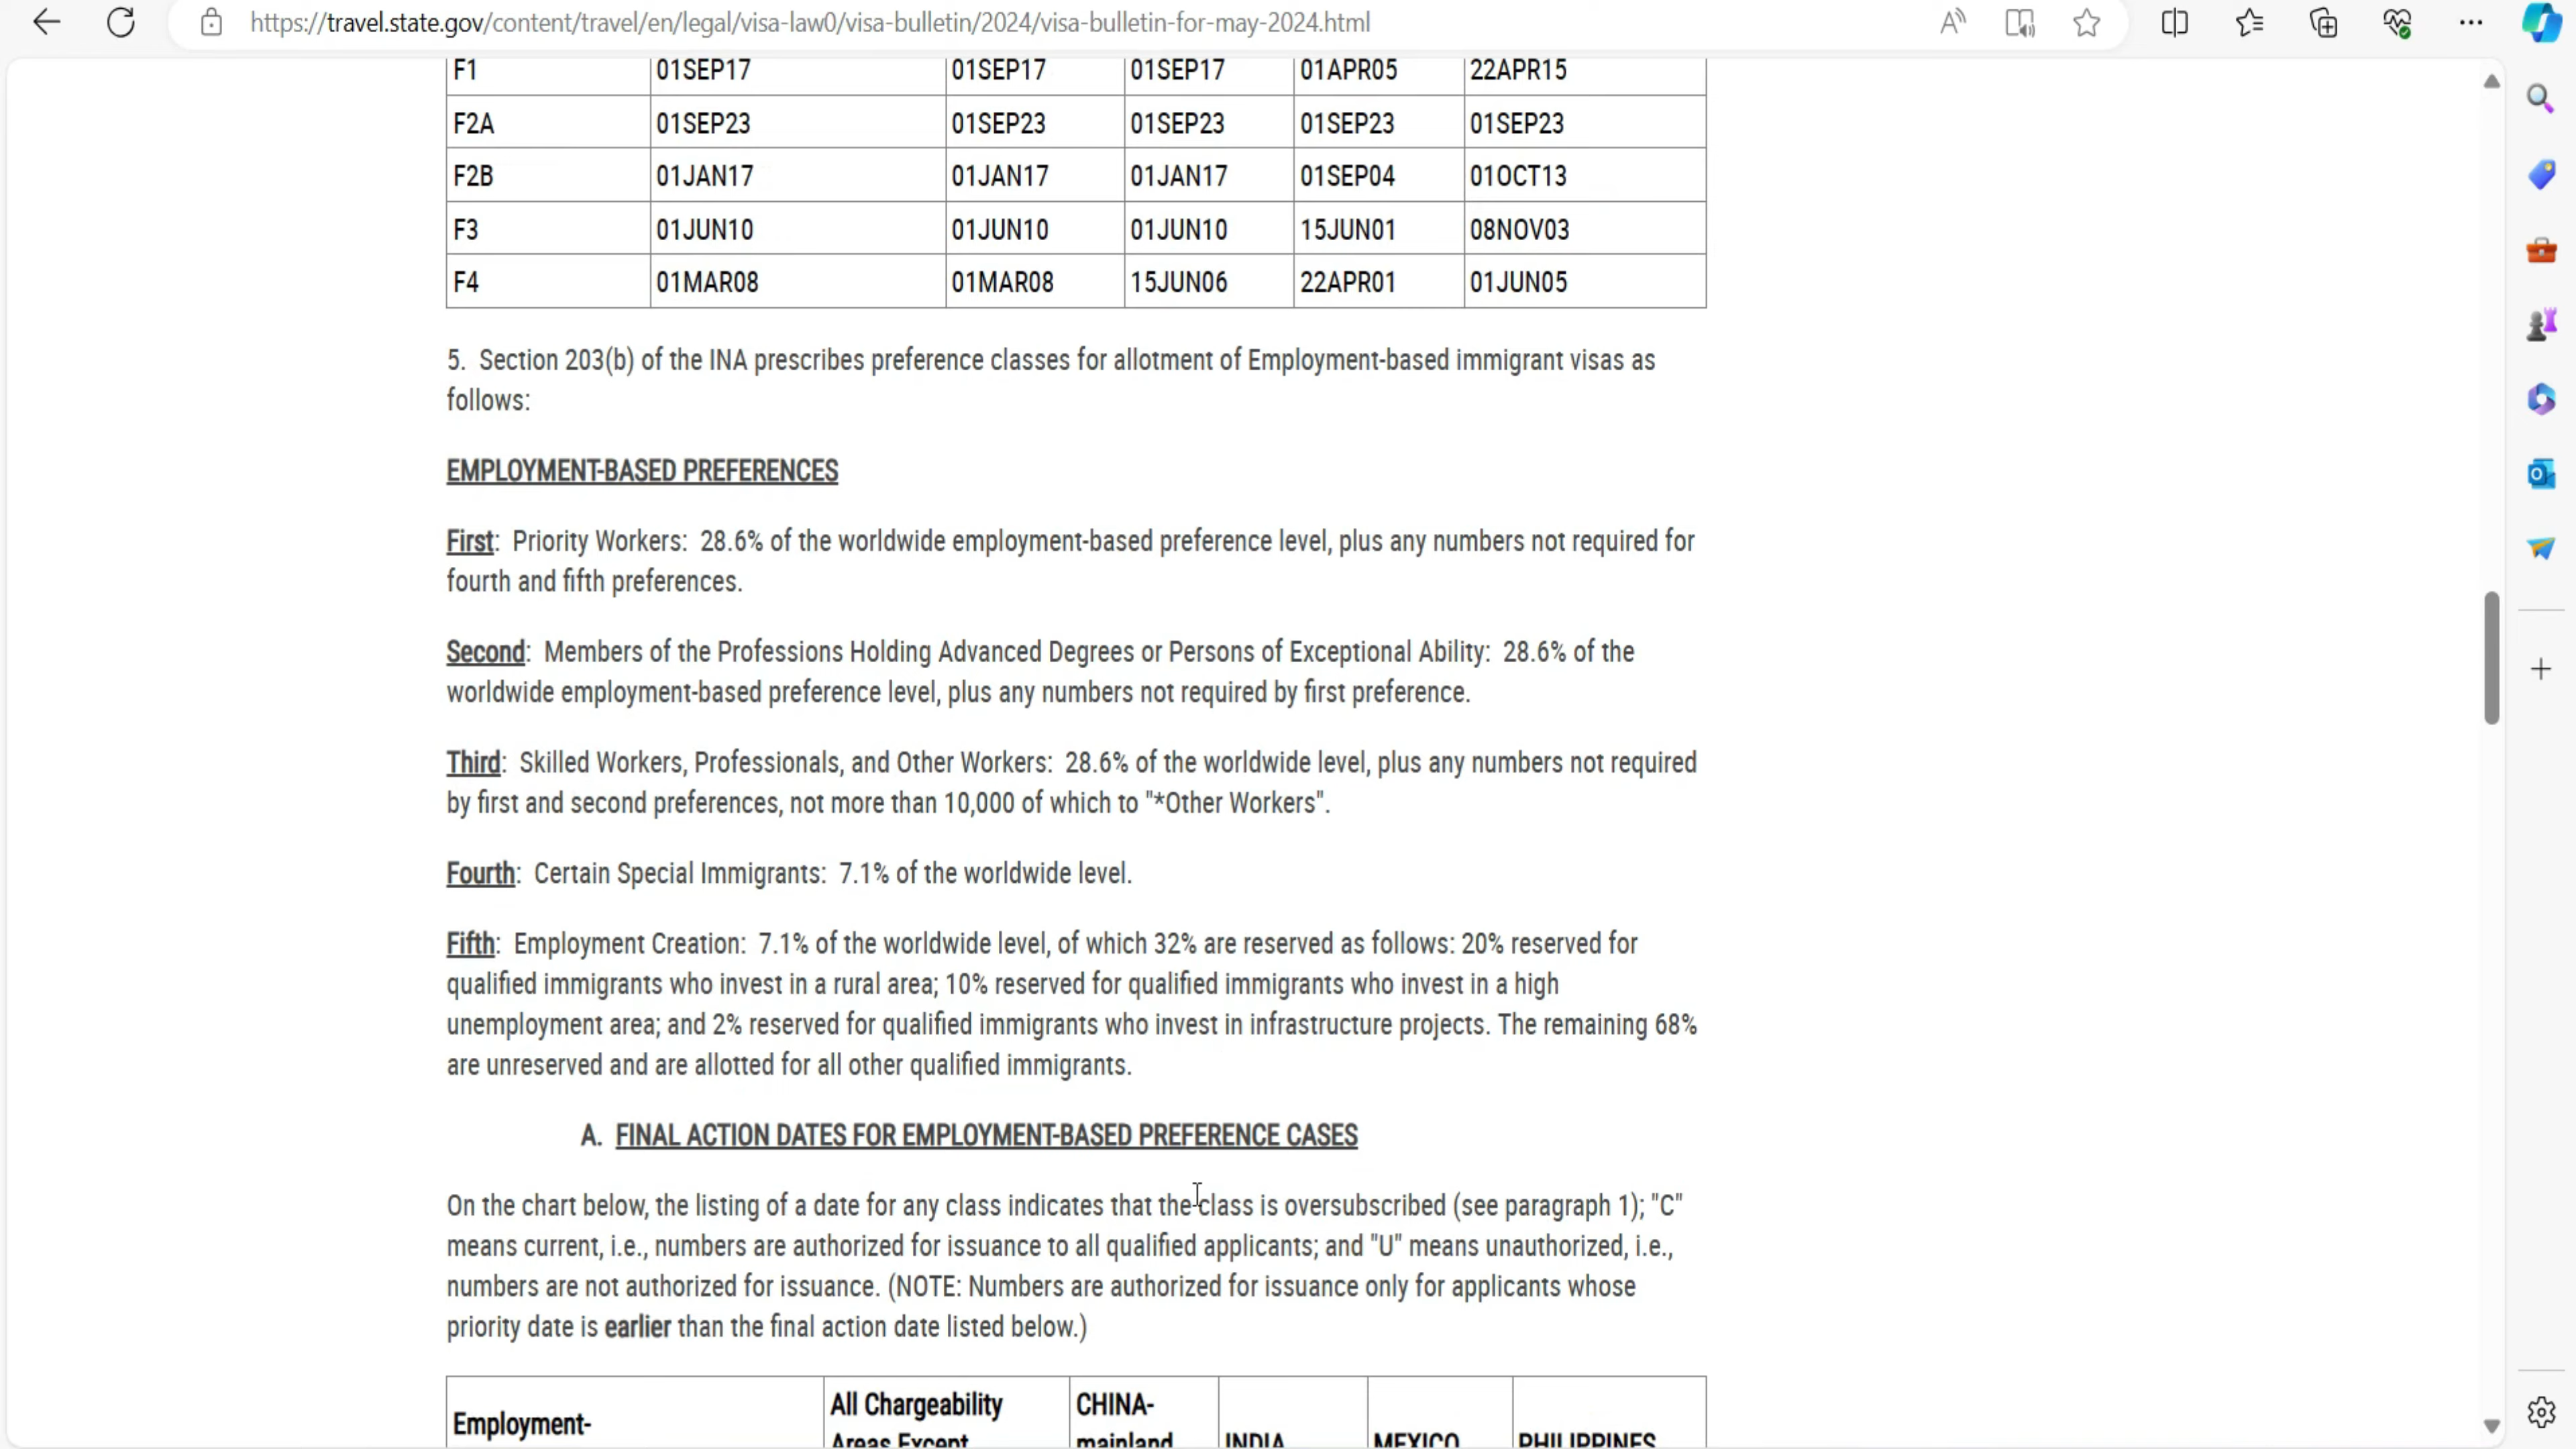 https://travel.state.gov/content/travel/en/legal/visa-law0/visa-bulletin/2024/visa-bulletin-for-may-2024.html
F1 01SEP17 01SEP17 01SEP17 01APR05 22APR15
F2A 01SEP23 01SEP23 01SEP23 01SEP23 01SEP23
F2B 01JAN17 01JAN17 01JAN17 01SEP04 01OCT13
F3 01JUN10 01JUN10 01JUN10 15JUN01 08NOV03
F4 01MAR08 01MAR08 15JUN06 22APR01 01JUN05
5. Section 203(b) of the INA prescribes preference classes for allotment of Employment-based immigrant visas as
follows:
EMPLOYMENT-BASED PREFERENCES
First: Priority Workers: 28.6% of the worldwide employment-based preference level, plus any numbers not required for
fourth and fifth preferences.
Second: Members of the Professions Holding Advanced Degrees or Persons of Exceptional Ability: 28.6% of the
worldwide employment-based preference level, plus any numbers not required by first preference.
Third: Skilled Workers, Professionals, and Other Workers: 28.6% of the worldwide level, plus any numbers not required
by first and second preferences, not more than 10,000 of which to "*Other Workers".
Fourth: Certain Special Immigrants: 7.1% of the worldwide level.
Fifth: Employment Creation: 7.1% of the worldwide level, of which 32% are reserved as follows: 20% reserved for
qualified immigrants who invest in a rural area; 10% reserved for qualified immigrants who invest in a high
unemployment area; and 2% reserved for qualified immigrants who invest in infrastructure projects. The remaining 68%
are unreserved and are allotted for all other qualified immigrants.
A. FINAL ACTION DATES FOR EMPLOYMENT-BASED PREFERENCE CASES
On the chart below, the listing of a date for any class indicates that the class is oversubscribed (see paragraph 1); "C"
means current, i.e., numbers are authorized for issuance to all qualified applicants; and "U" means unauthorized, i.e.,
numbers are not authorized for issuance. (NOTE: Numbers are authorized for issuance only for applicants whose
priority date is earlier than the final action date listed below.)
All Chargeability CHINA-
Employment-
Areas Except mainland INDIA MEXICO PHILIPPINES